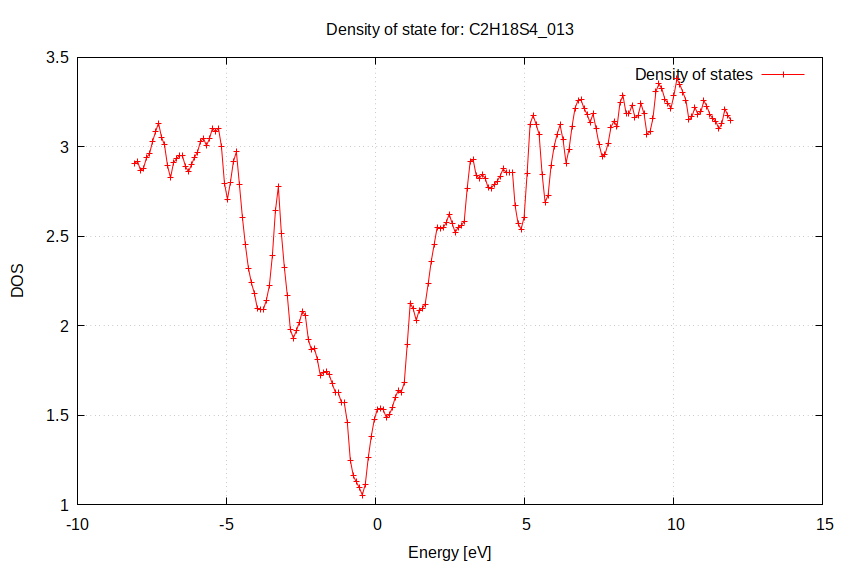 Density of state for: C2H18S4_013
Density of states
3.5
3
2.5
2
1.5
1
DOS
-10 -5 0 5 10 15
Energy [eV]